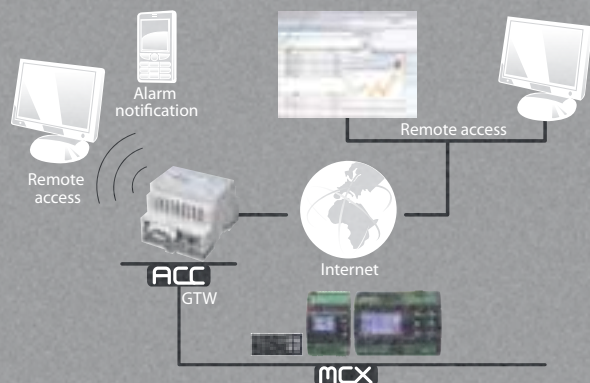 Alarm
notification
Remote access
Remote
access
Internet
ACC
GTW
MCX